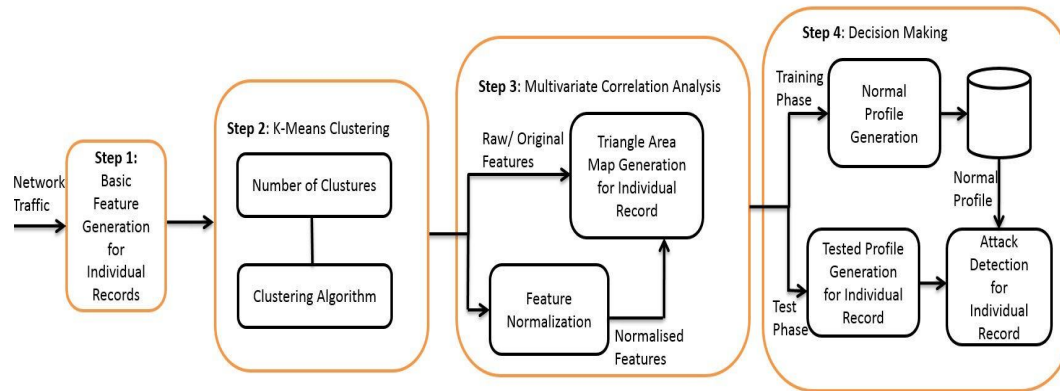 Network
Traffic
Step 1:
Basic
Feature
Generation
for
Individual
Records
Step 2: K-Means Clustering
Number of Clustures
Clustering Algorithm
Step 3: Multivariate Correlation Analysis
Raw/ Original
Features
Triangle Area
Map Generation
for Individual
Record
Feature
Normalization
Normalised
Features
Step 4: Decision Making
Training
Phase
Normal
Profile
Generation
Normal
Profile
Test
Phase
Tested Profile
Generation
for Individual
Record
Attack
Detection
for
Individual
Record